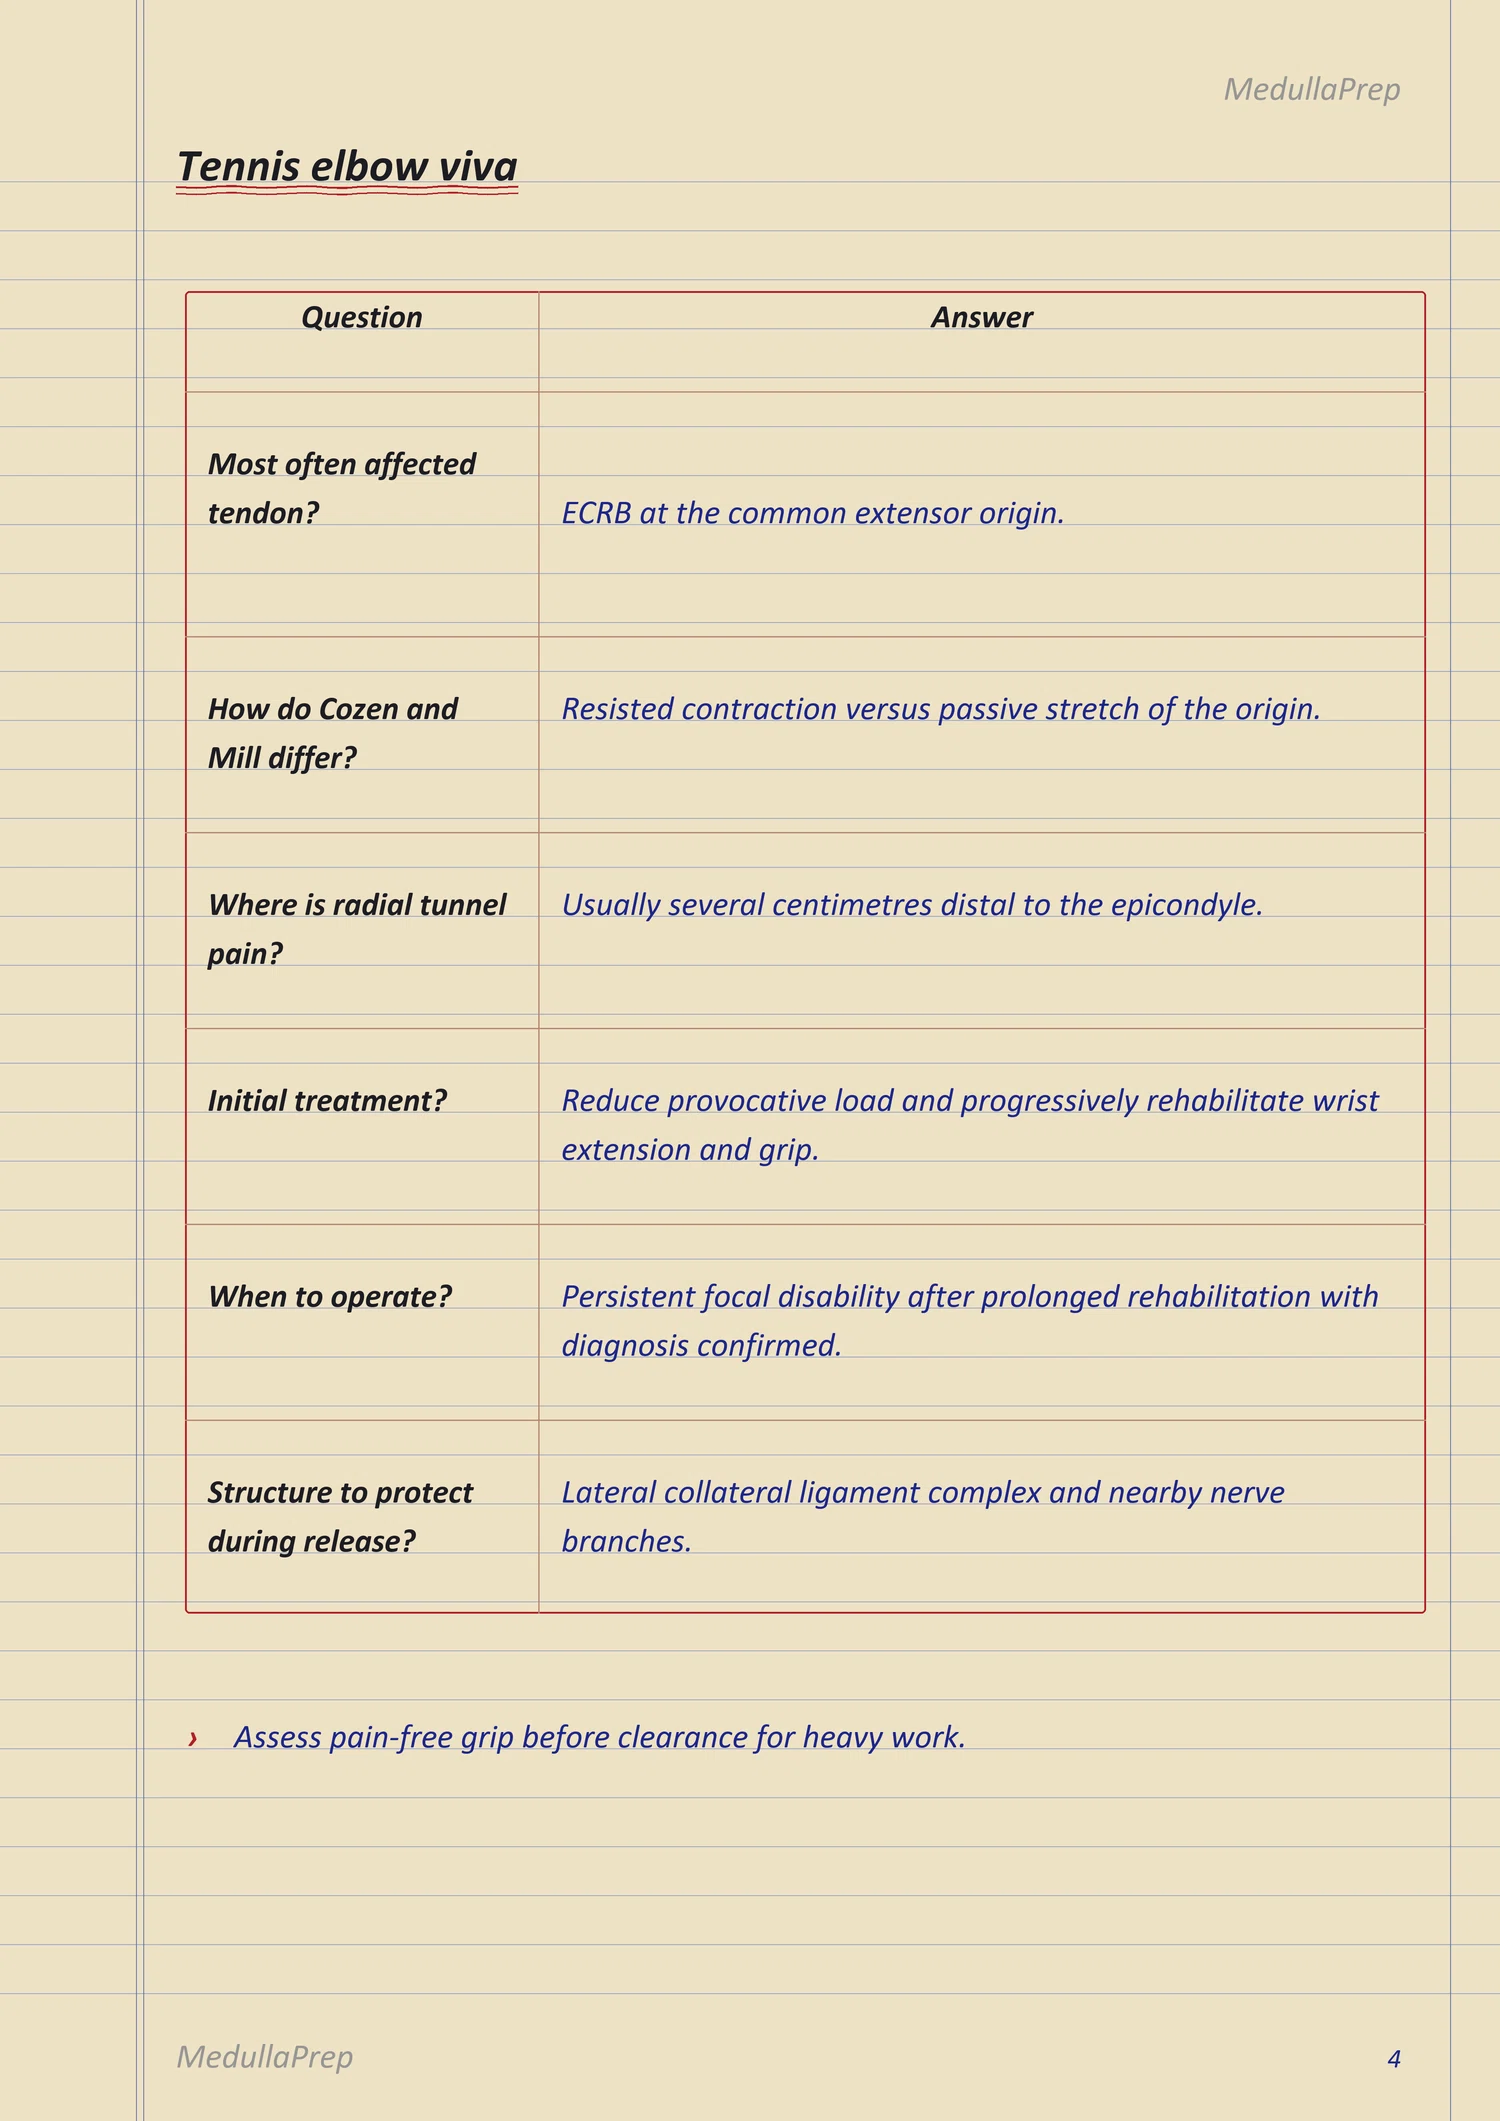 MedullaPrep
Tennis elbow viva
Question
Answer
Most often affected
tendon?
ECRB at the common extensor origin.
How do Cozen and
Mill differ?
Resisted contraction versus passive stretch of the origin.
Where is radial tunnel
pain?
Usually several centimetres distal to the epicondyle.
Initial treatment?
Reduce provocative load and progressively rehabilitate wrist
extension and grip.
When to operate?
Persistent focal disability after prolonged rehabilitation with
diagnosis confirmed.
Structure to protect
during release?
Lateral collateral ligament complex and nearby nerve
branches.
› Assess pain-free grip before clearance for heavy work.
MedullaPrep
4